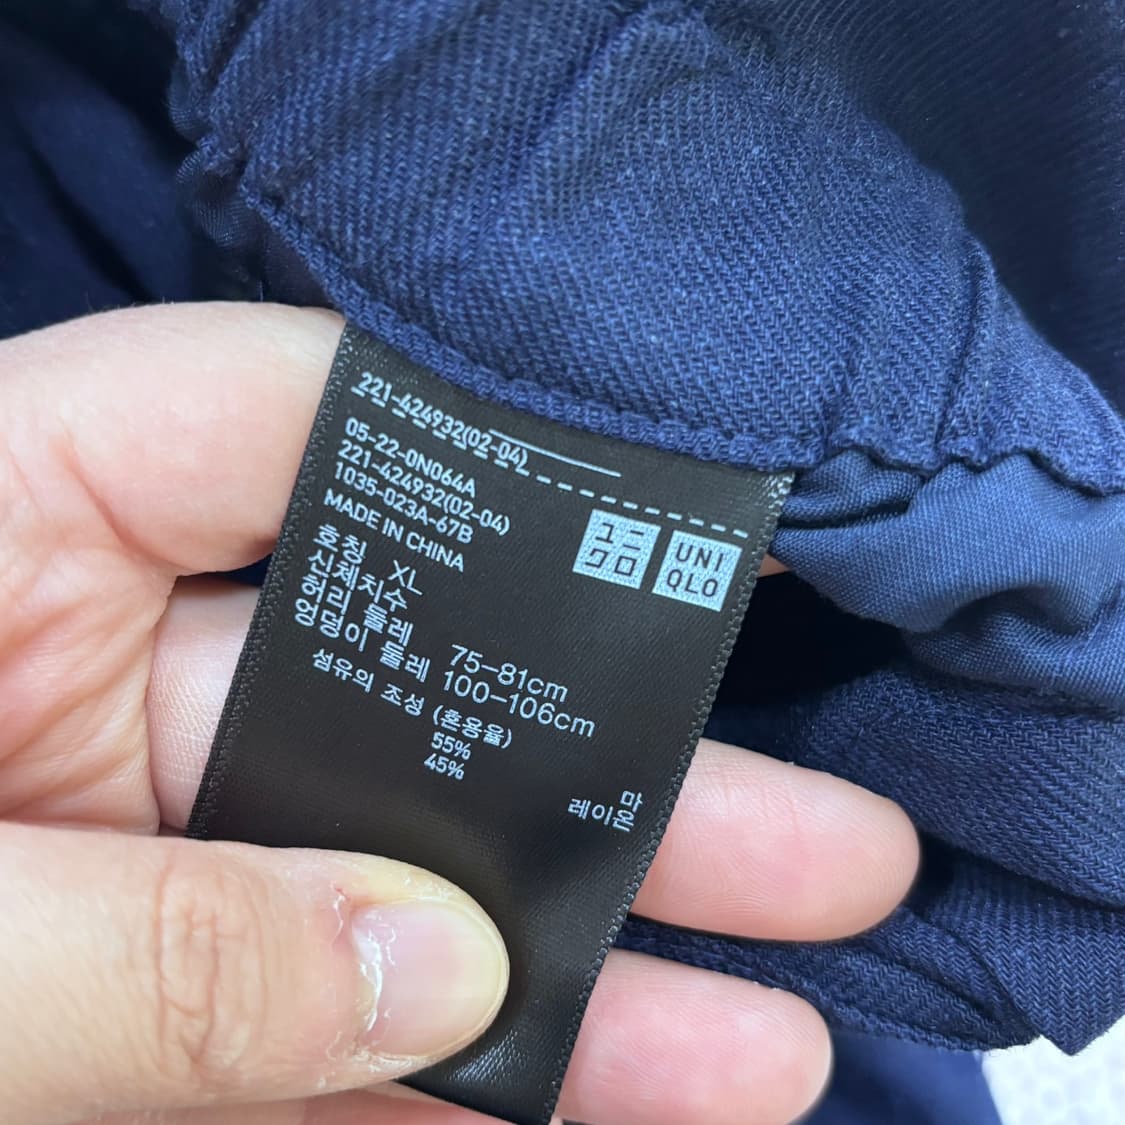 221-424932(02-04)
05-22-0N064A
221-424932(02-04)
1035-023A-67B
MADE IN CHINA
ユニ
クロ
UNI
QLO
호칭 XL
신체치수
허리 둘레 75-81cm
엉덩이 둘레 100-106cm
섬유의 조성 (혼용율)
55% 마
45% 레이온